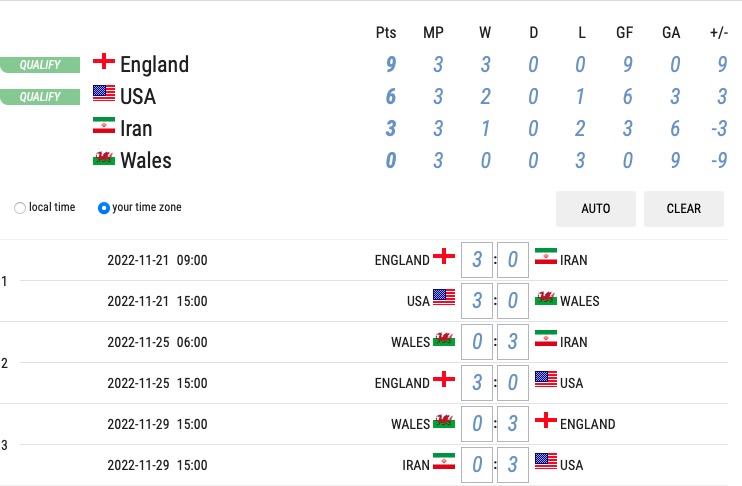 Pts MP W D L GF GA +/-
QUALIFY England 9 3 3 0 0 9 0 9
QUALIFY USA 6 3 2 0 1 6 3 3
Iran 3 3 1 0 2 3 6 -3
Wales 0 3 0 0 3 0 9 -9
local time your time zone AUTO CLEAR
1
2022-11-21 09:00 ENGLAND 3 : 0 IRAN
2022-11-21 15:00 USA 3 : 0 WALES
2
2022-11-25 06:00 WALES 0 : 3 IRAN
2022-11-25 15:00 ENGLAND 3 : 0 USA
3
2022-11-29 15:00 WALES 0 : 3 ENGLAND
2022-11-29 15:00 IRAN 0 : 3 USA